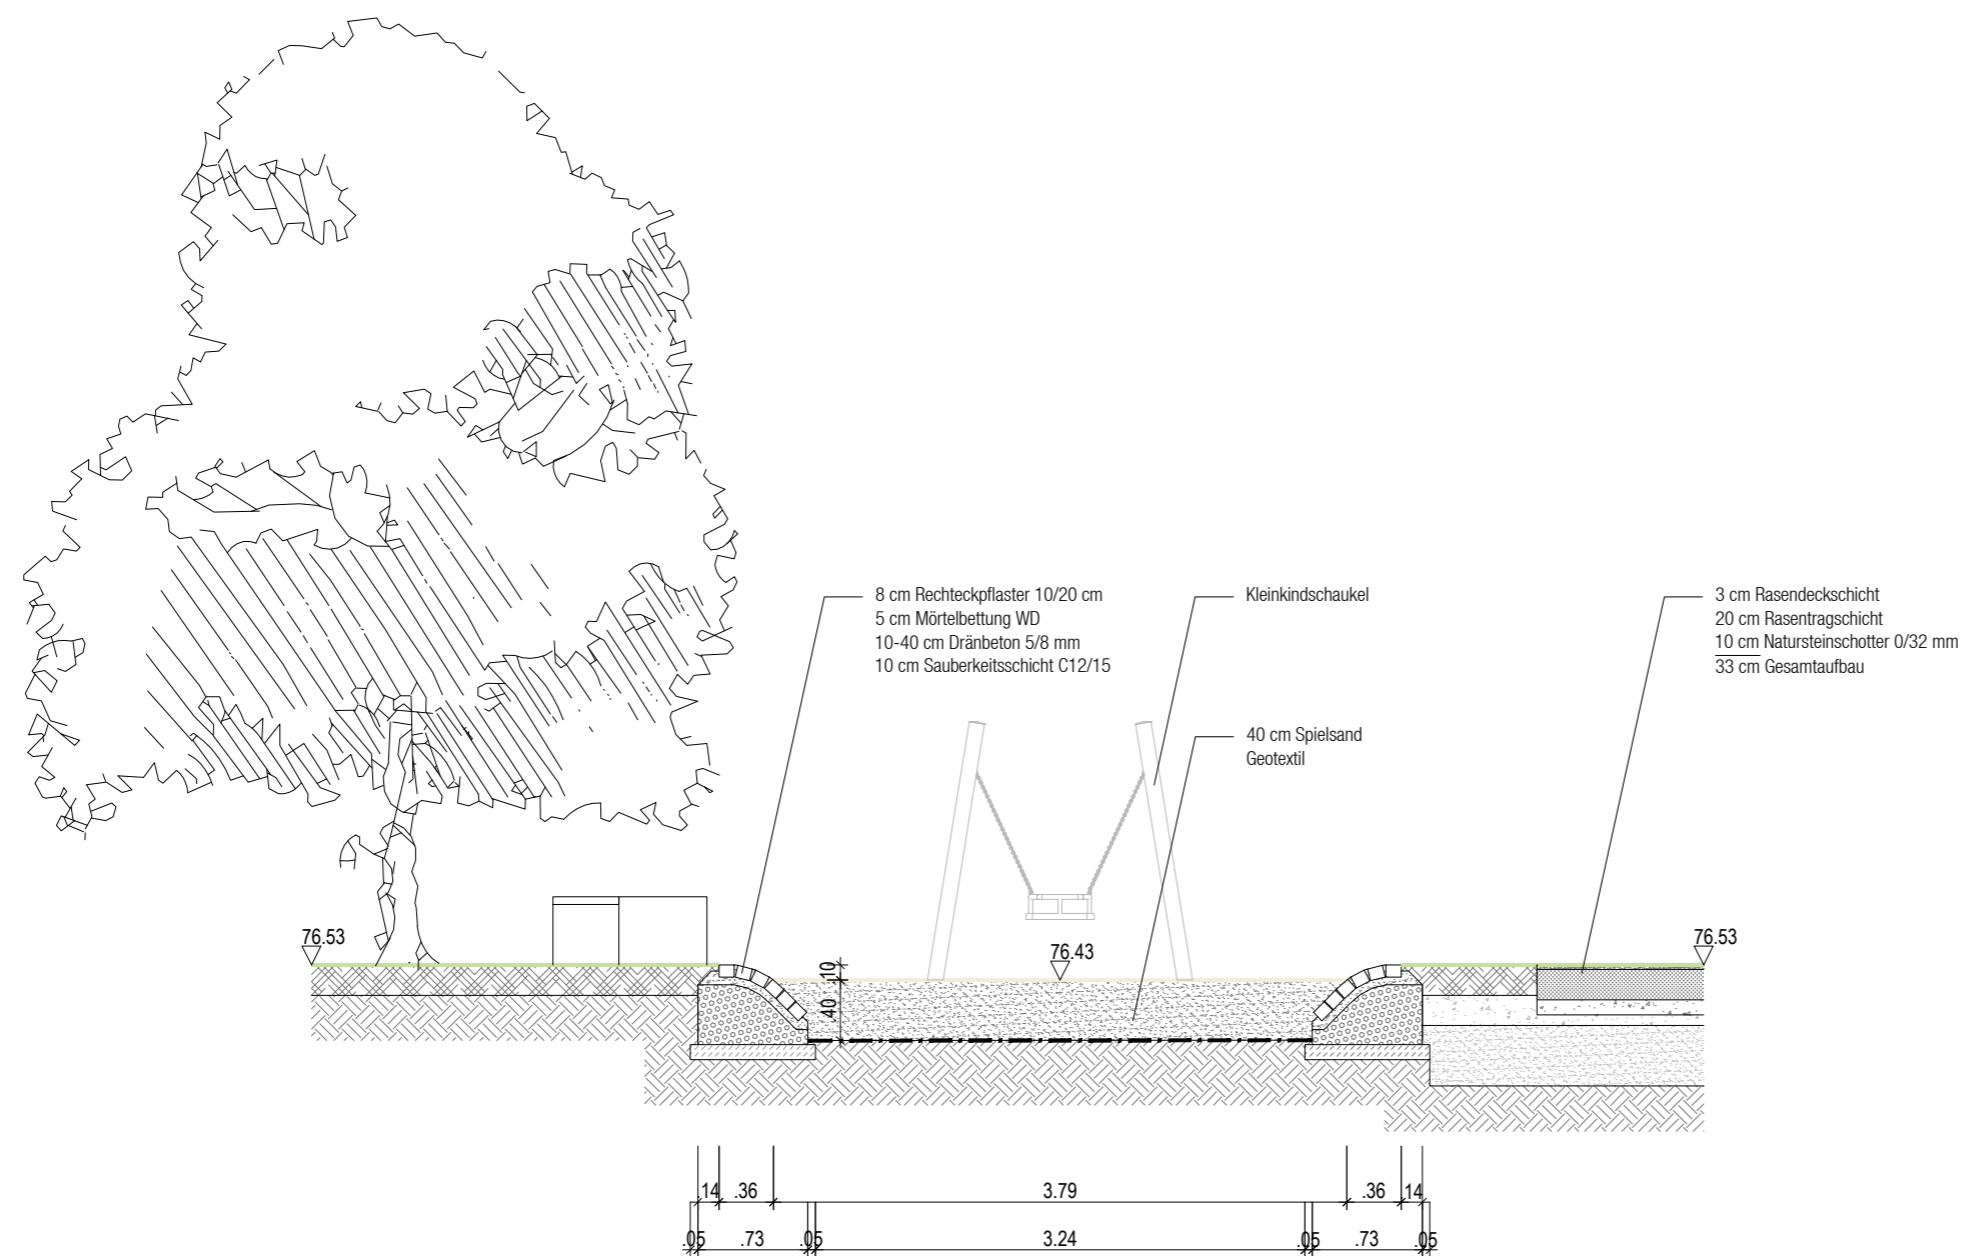 8 cm Rechteckpflaster 10/20 cm
5 cm Mörtelbettung WD
10-40 cm Dränbeton 5/8 mm
10 cm Sauberkeitsschicht C12/15
Kleinkindschaukel
3 cm Rasendeckschicht
20 cm Rasentragschicht
10 cm Natursteinschotter 0/32 mm
33 cm Gesamtaufbau
40 cm Spielsand
Geotextil
76.53
76.43
76.53
.10
.40
.14 .36 3.79 .36 .14
.05 .73 .05 3.24 .05 .73 .05